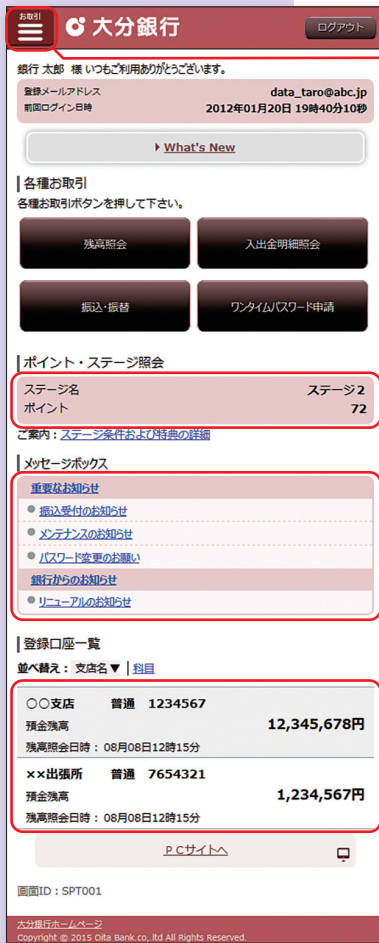 お取引
大分銀行
ログアウト
銀行 太郎 様 いつもご利用ありがとうございます。
登録メールアドレス data_taro@abc.jp
前回ログイン日時 2012年01月20日 19時40分10秒
What's New
各種お取引
各種お取引ボタンを押して下さい。
残高照会 入出金明細照会
振込・振替 ワンタイムパスワード申請
ポイント・ステージ照会
ステージ名 ステージ2
ポイント 72
ご案内：ステージ条件および特典の詳細
メッセージボックス
重要なお知らせ
振込受付のお知らせ
メンテナンスのお知らせ
パスワード変更のお願い
銀行からのお知らせ
リニューアルのお知らせ
登録口座一覧
並べ替え： 支店名▼ | 科目
○○支店 普通 1234567
預金残高 12,345,678円
残高照会日時： 08月08日12時15分
××出張所 普通 7654321
預金残高 1,234,567円
残高照会日時： 08月08日12時15分
ＰＣサイトへ
画面ID：SPT001
大分銀行ホームページ
Copyright © 2015 Oita Bank.co,.ltd All Rights Reserved.